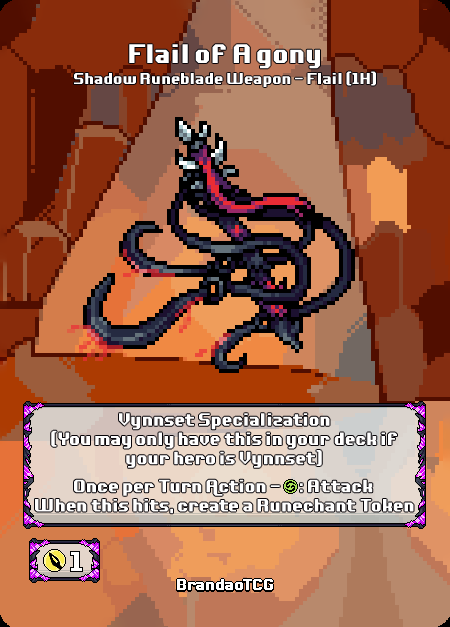 Flail of Agony
Shadow Runeblade Weapon - Flail (1H)
Vynnset Specialization
(You may only have this in your deck if
your hero is Vynnset)
Once per Turn Action - : Attack
When this hits, create a Runechant Token
1
BrandaoTCG